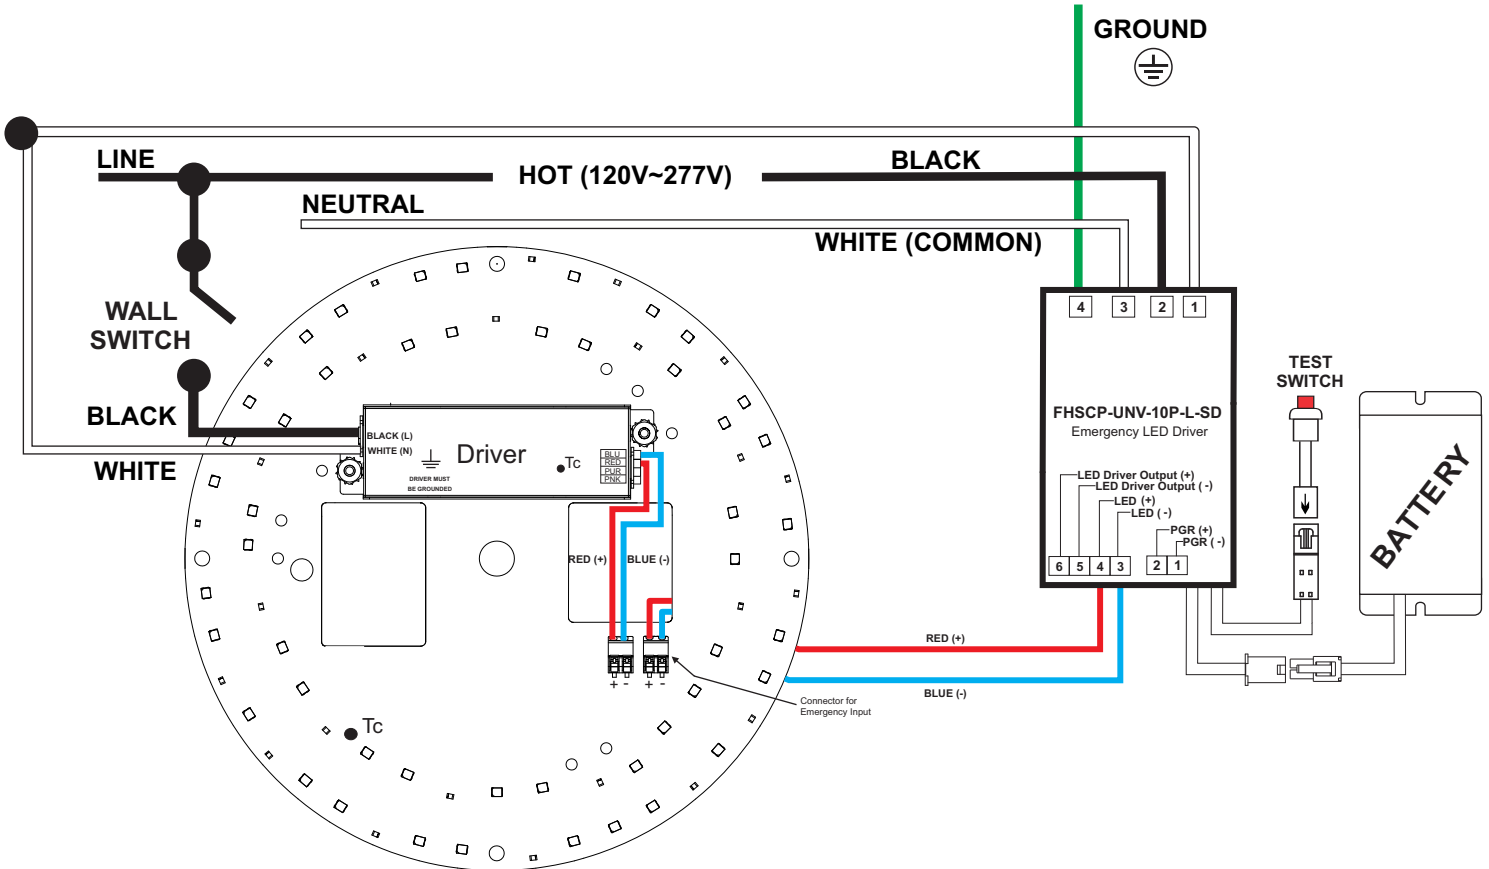 GROUND
LINE
HOT (120V~277V)
BLACK
NEUTRAL
WHITE (COMMON)
WALL
SWITCH
BLACK
WHITE
BLACK (L)
WHITE (N)
DRIVER MUST
BE GROUNDED
Driver
Tc
BLU
RED
PUR
PNK
RED (+)
BLUE (-)
+ -
+ -
Connector for
Emergency Input
Tc
4 3 2 1
FHSCP-UNV-10P-L-SD
Emergency LED Driver
LED Driver Output (+)
LED Driver Output (-)
LED (+)
LED (-)
PGR (+)
PGR (-)
6 5 4 3 2 1
RED (+)
BLUE (-)
TEST
SWITCH
BATTERY